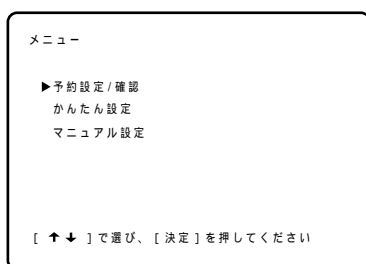 メニュー
▶予約設定/確認
かんたん設定
マニュアル設定
[ ↑↓ ]で選び、[決定]を押してください